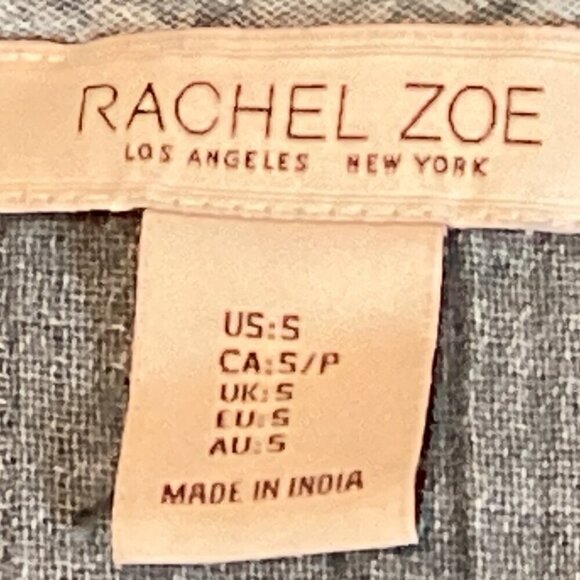 RACHEL ZOE
LOS ANGELES NEW YORK
US:S
CA:S/P
UK:S
EU:S
AU:S
MADE IN INDIA